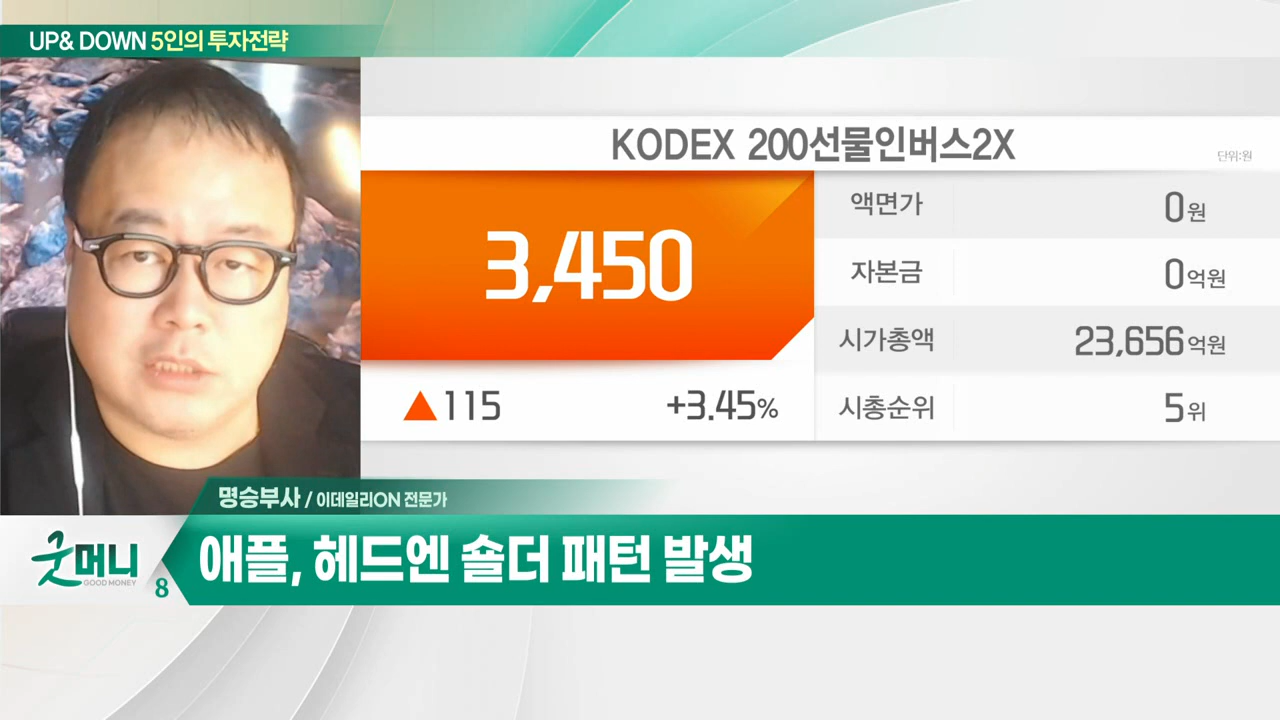 UP& DOWN 5인의 투자전략
KODEX 200선물인버스2X
단위:원
3,450
▲115 +3.45%
액면가 0원
자본금 0억원
시가총액 23,656억원
시총순위 5위
명승부사 / 이데일리ON 전문가
굿머니
GOOD MONEY
8
애플, 헤드엔 숄더 패턴 발생